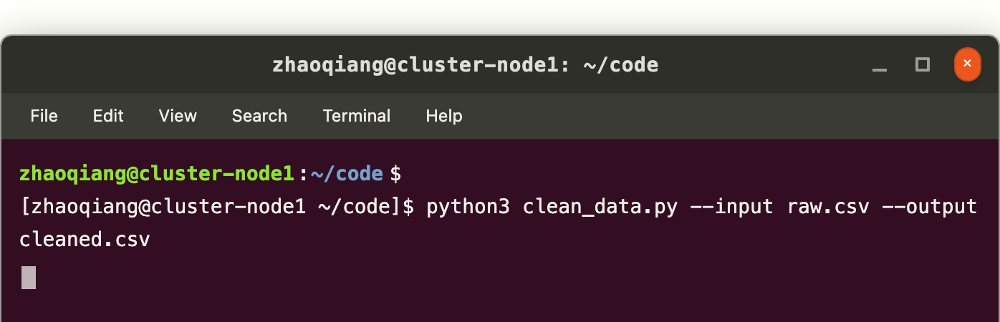 zhaoqiang@cluster-node1: ~/code
×
File Edit View Search Terminal Help
zhaoqiang@cluster-node1:~/code $
[zhaoqiang@cluster-node1 ~/code]$ python3 clean_data.py --input raw.csv --output
cleaned.csv